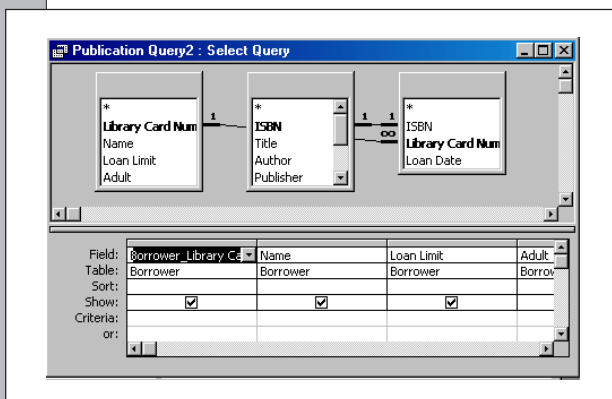 Publication Query2 : Select Query
*
Library Card Num
Name
Loan Limit
Adult
1
*
ISBN
Title
Author
Publisher
1 1
∞
*
ISBN
Library Card Num
Loan Date
Field: Borrower_Library Ca Name Loan Limit Adult
Table: Borrower Borrower Borrower Borrow
Sort:
Show:
Criteria:
or: